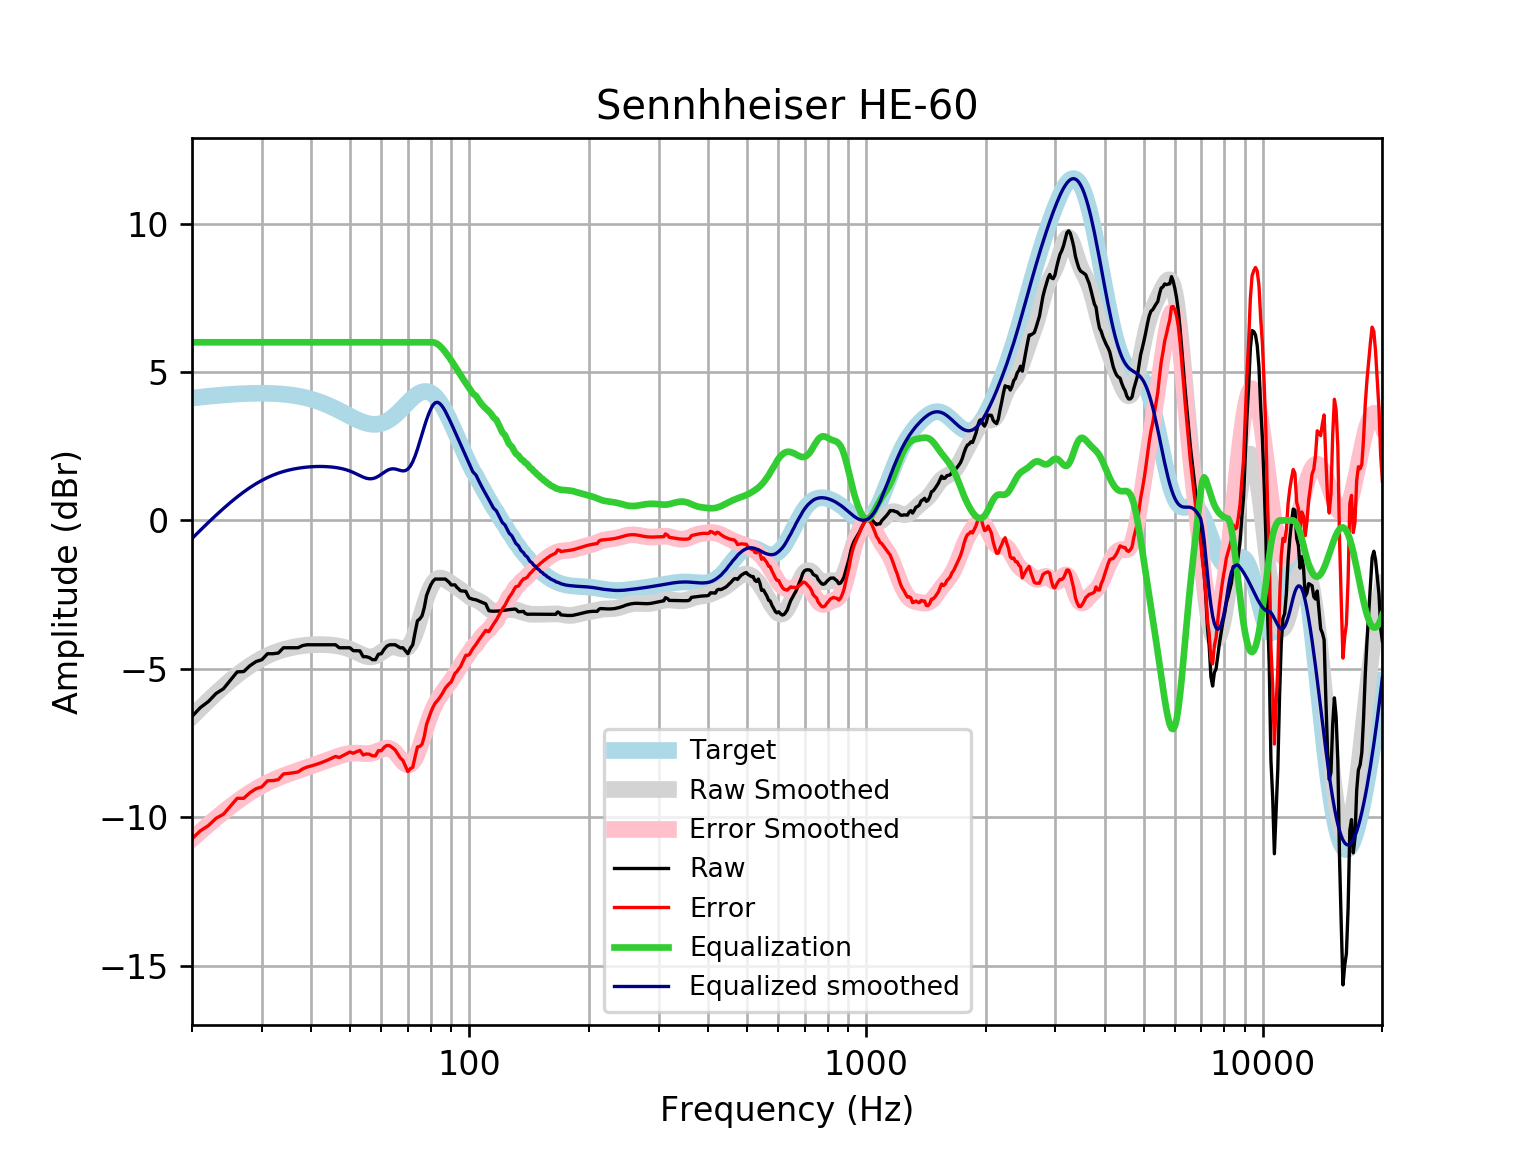 Sennhheiser HE-60
Amplitude (dBr)
10
5
0
−5
−10
−15
Target
Raw Smoothed
Error Smoothed
Raw
Error
Equalization
Equalized smoothed
100
1000
10000
Frequency (Hz)